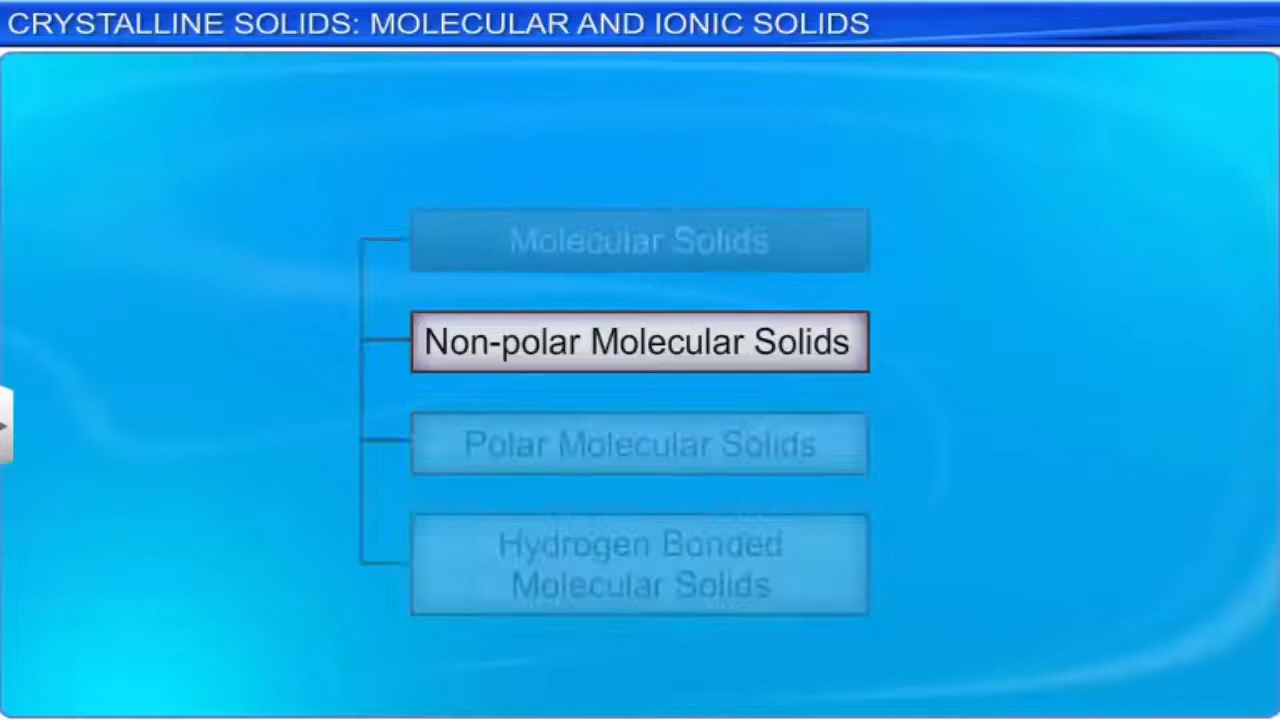 CRYSTALLINE SOLIDS: MOLECULAR AND IONIC SOLIDS
Molecular Solids
Non-polar Molecular Solids
Polar Molecular Solids
Hydrogen Bonded
Molecular Solids